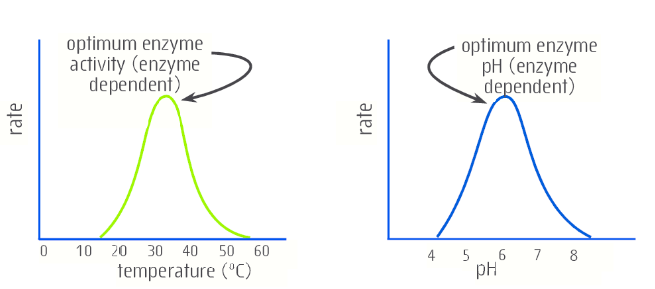 optimum enzyme
activity (enzyme
dependent)
rate
0 10 20 30 40 50 60
temperature (°C)
optimum enzyme
pH (enzyme
dependent)
rate
4 5 6 7 8
pH